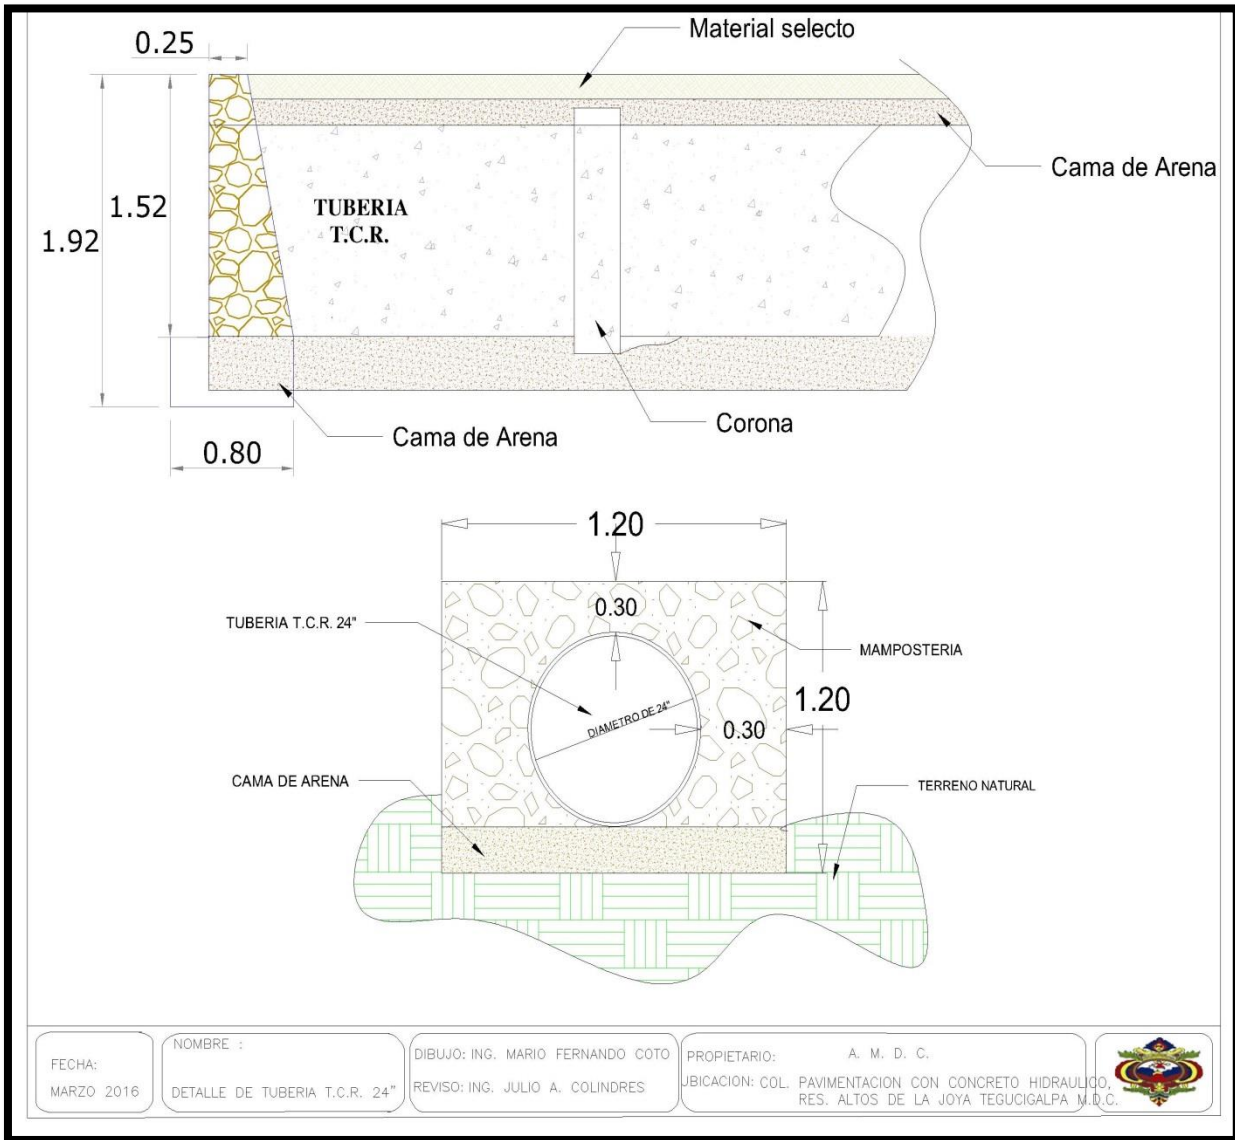 Material selecto
0.25
Cama de Arena
1.52
TUBERIA
T.C.R.
1.92
Corona
Cama de Arena
0.80
1.20
0.30
TUBERIA T.C.R. 24"
MAMPOSTERIA
1.20
DIAMETRO DE 24"
0.30
CAMA DE ARENA
TERRENO NATURAL
FECHA:
MARZO 2016
NOMBRE :
DETALLE DE TUBERIA T.C.R. 24"
DIBUJO: ING. MARIO FERNANDO COTO
REVISO: ING. JULIO A. COLINDRES
PROPIETARIO: A. M. D. C.
UBICACION: COL. PAVIMENTACION CON CONCRETO HIDRAULICO,
RES. ALTOS DE LA JOYA TEGUCIGALPA M.D.C.